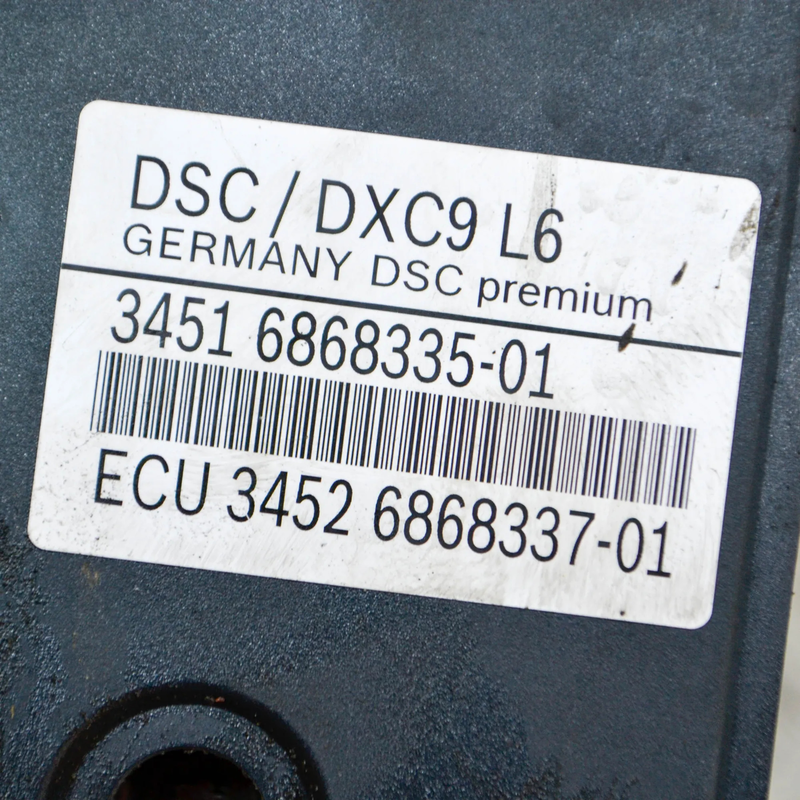 DSC / DXC9 L6
GERMANY DSC premium
3451 6868335-01
ECU 3452 6868337-01